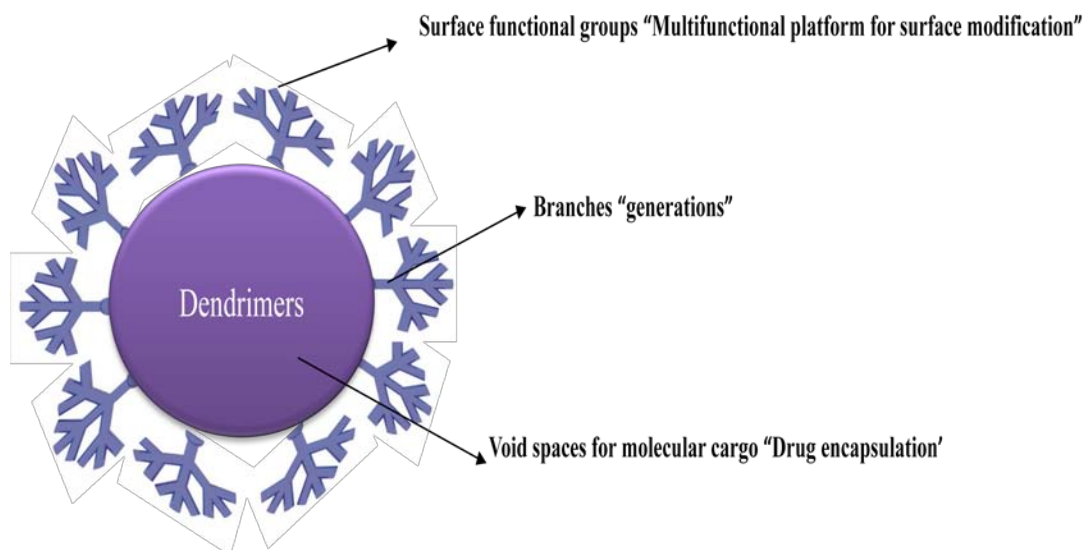 Surface functional groups “Multifunctional platform for surface modification”
Branches “generations”
Dendrimers
Void spaces for molecular cargo “Drug encapsulation’